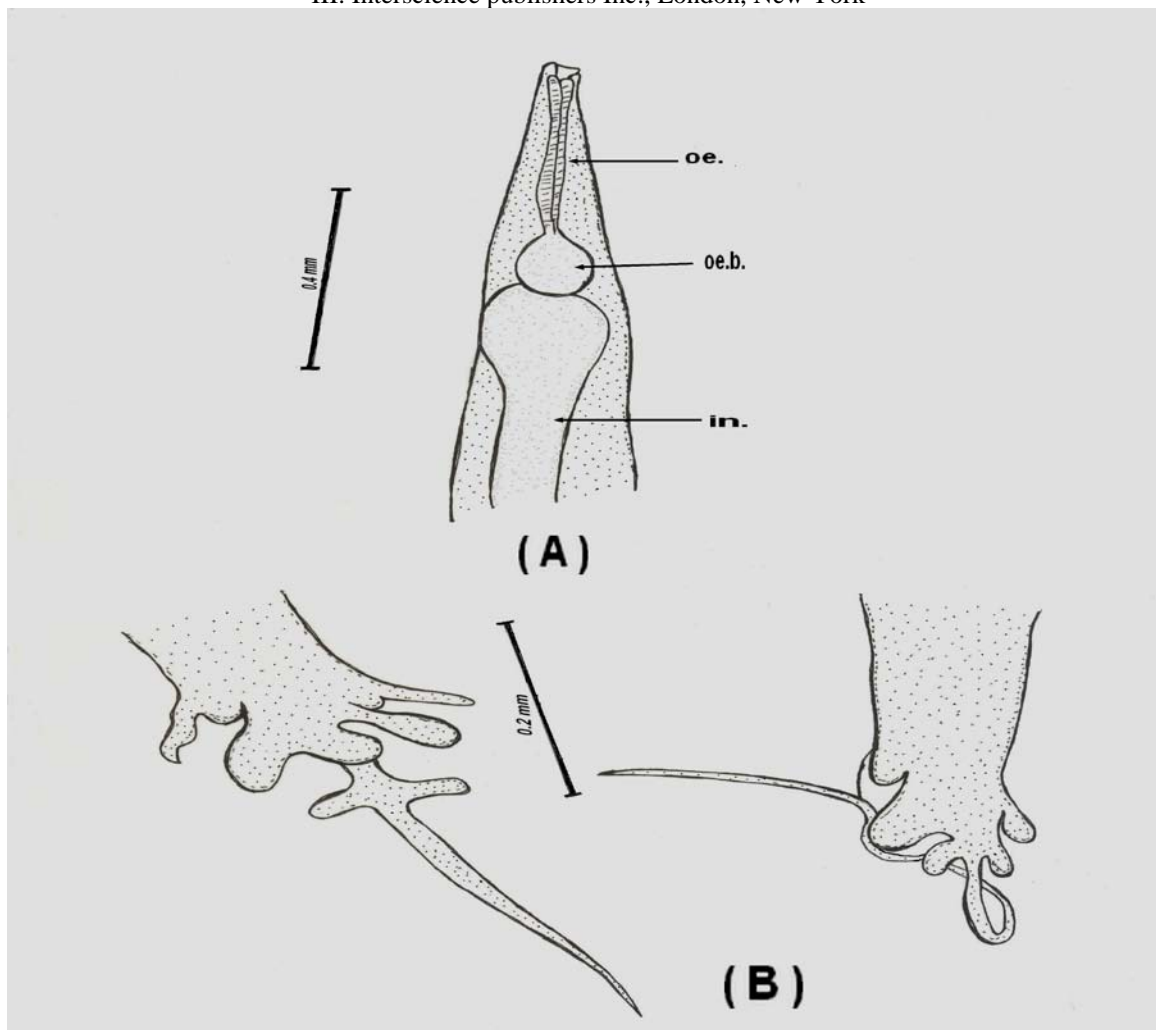 III. Interscience publishers Inc., London, New-York
oe.
0.4 mm
oe.b.
in.
( A )
0.2 mm
( B )